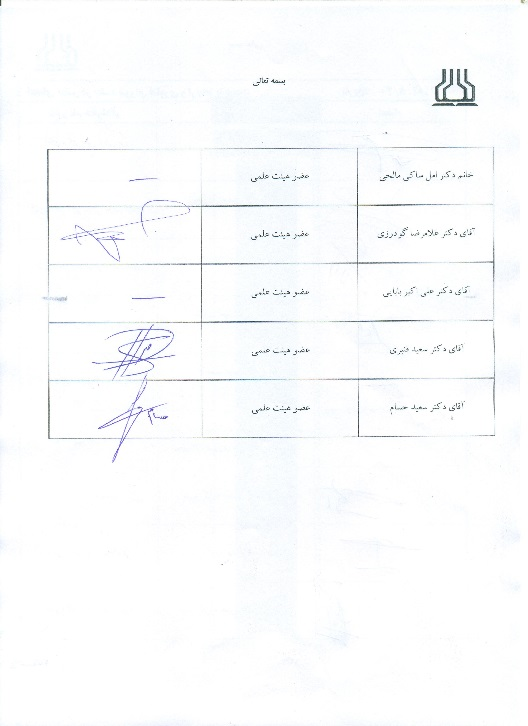 بسمه تعالی
خانم دکتر امل ساکی مالحی عضو هیئت علمی —
آقای دکتر غلامرضا گودرزی عضو هیئت علمی
آقای دکتر علی اکبر بابایی عضو هیئت علمی —
آقای دکتر سعید قنبری عضو هیئت علمی
آقای دکتر سعید حسام عضو هیئت علمی حسام